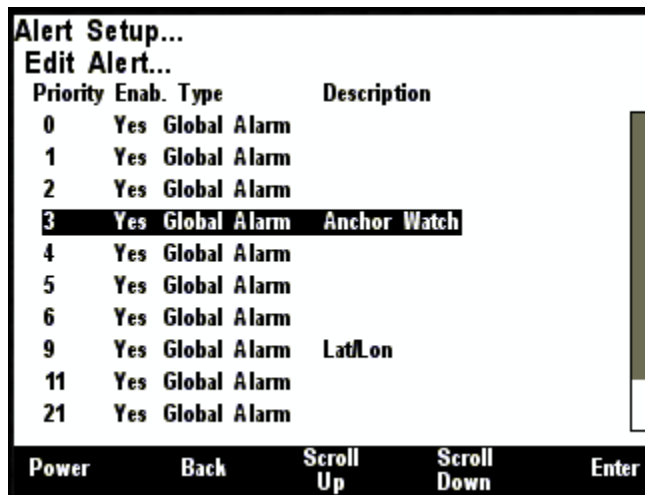 Alert Setup...
Edit Alert...
Priority Enab. Type Description
0 Yes Global Alarm
1 Yes Global Alarm
2 Yes Global Alarm
3 Yes Global Alarm Anchor Watch
4 Yes Global Alarm
5 Yes Global Alarm
6 Yes Global Alarm
9 Yes Global Alarm Lat/Lon
11 Yes Global Alarm
21 Yes Global Alarm
Power Back Scroll Up Scroll Down Enter